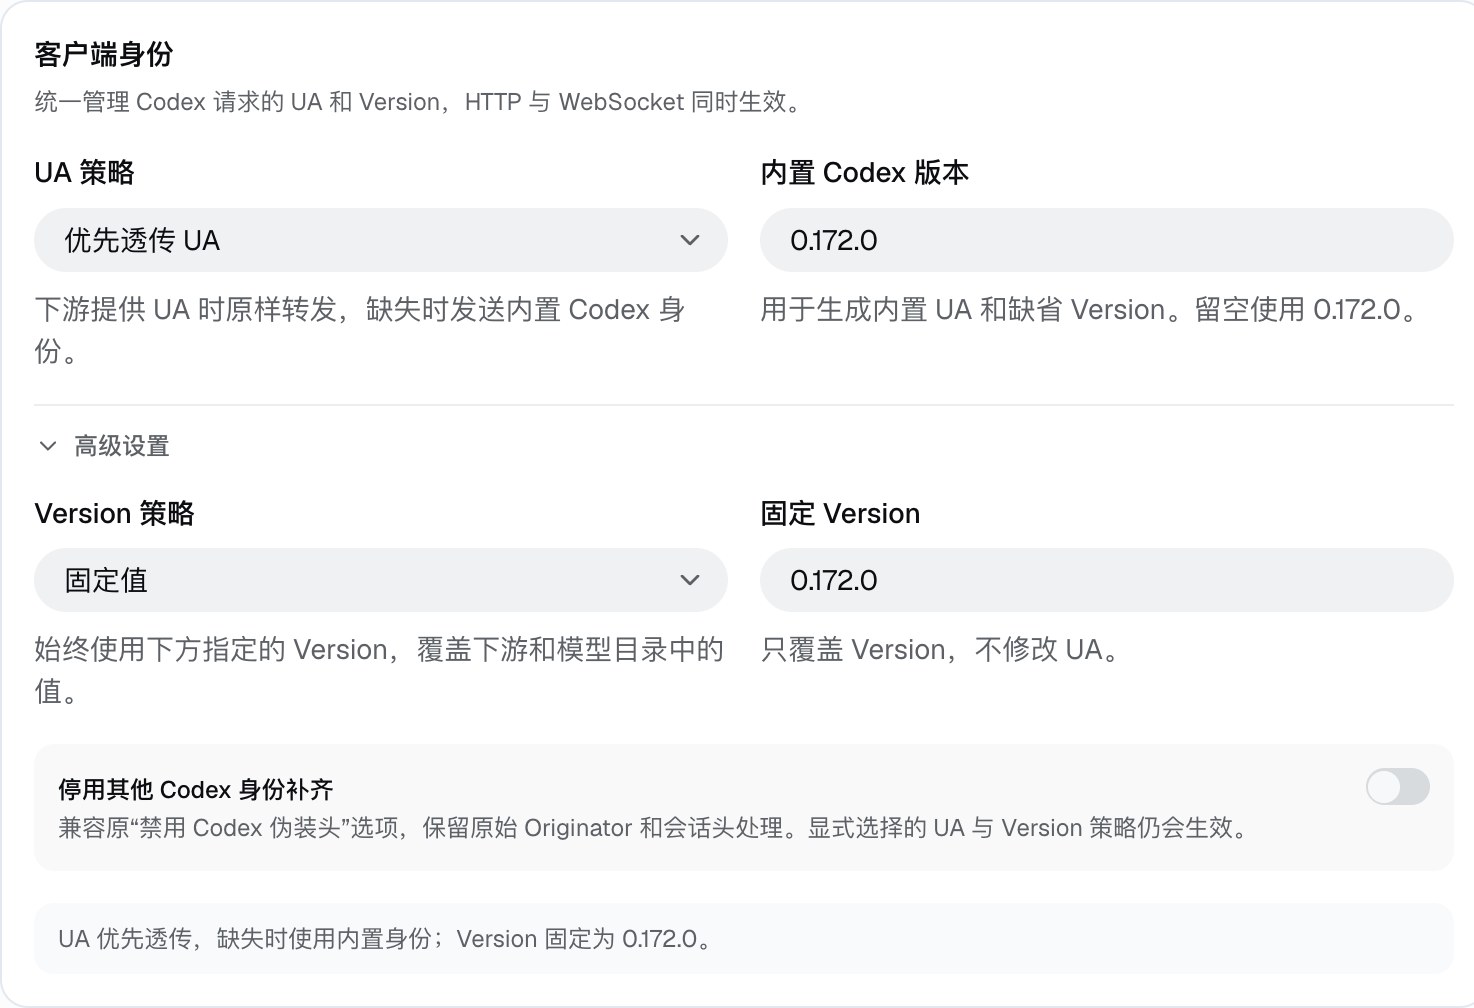 客户端身份
统一管理 Codex 请求的 UA 和 Version，HTTP 与 WebSocket 同时生效。
UA 策略
优先透传 UA
下游提供 UA 时原样转发，缺失时发送内置 Codex 身
份。
内置 Codex 版本
0.172.0
用于生成内置 UA 和缺省 Version。留空使用 0.172.0。
高级设置
Version 策略
固定值
始终使用下方指定的 Version，覆盖下游和模型目录中的
值。
固定 Version
0.172.0
只覆盖 Version，不修改 UA。
停用其他 Codex 身份补齐
兼容原“禁用 Codex 伪装头”选项，保留原始 Originator 和会话头处理。显式选择的 UA 与 Version 策略仍会生效。
UA 优先透传，缺失时使用内置身份；Version 固定为 0.172.0。